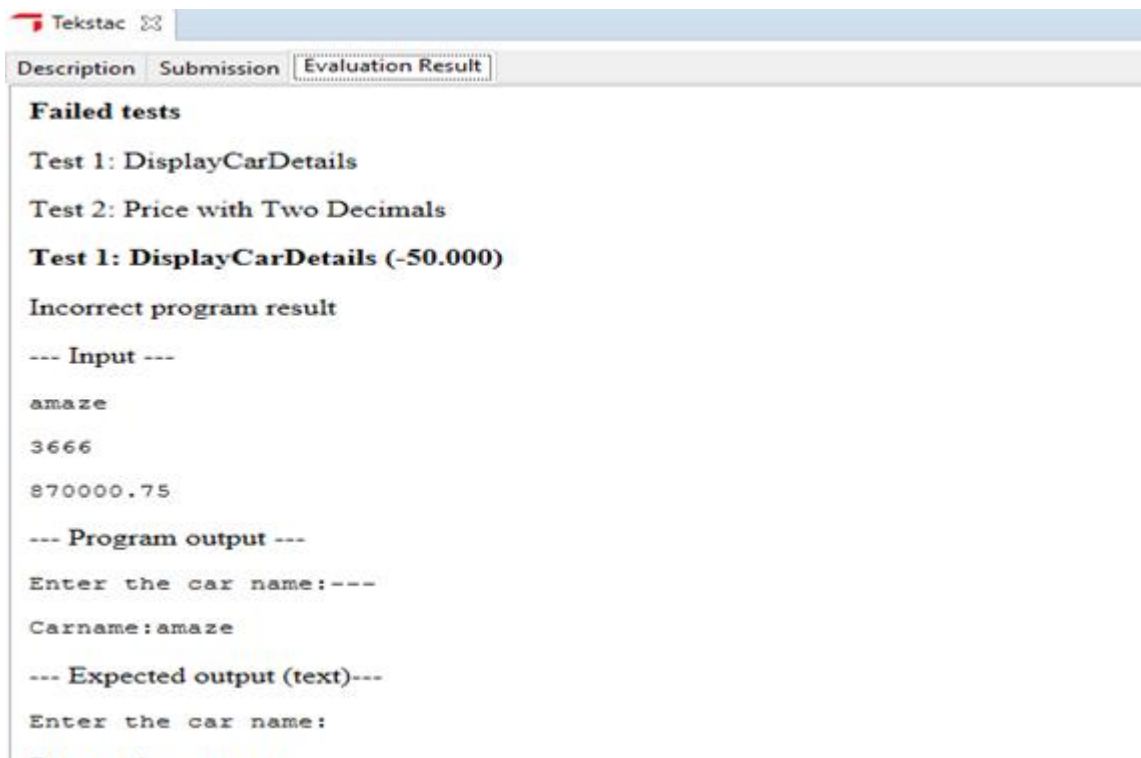 Tekstac
Description Submission Evaluation Result
Failed tests
Test 1: DisplayCarDetails
Test 2: Price with Two Decimals
Test 1: DisplayCarDetails (-50.000)
Incorrect program result
--- Input ---
amaze
3666
870000.75
--- Program output ---
Enter the car name:---
Carname:amaze
--- Expected output (text)---
Enter the car name: